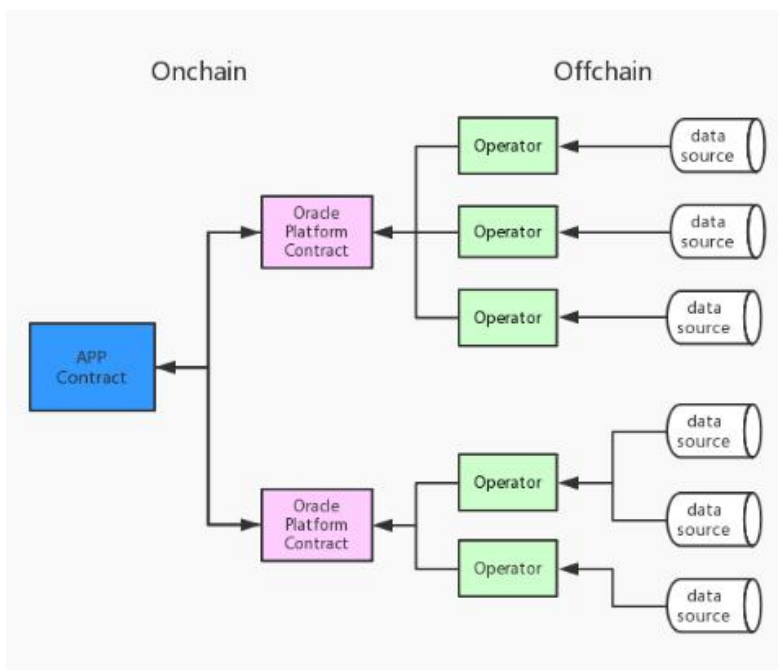 Onchain
Offchain
Operator
data
source
Oracle
Platform
Contract
Operator
data
source
Operator
data
source
APP
Contract
data
source
Operator
data
source
Oracle
Platform
Contract
Operator
data
source